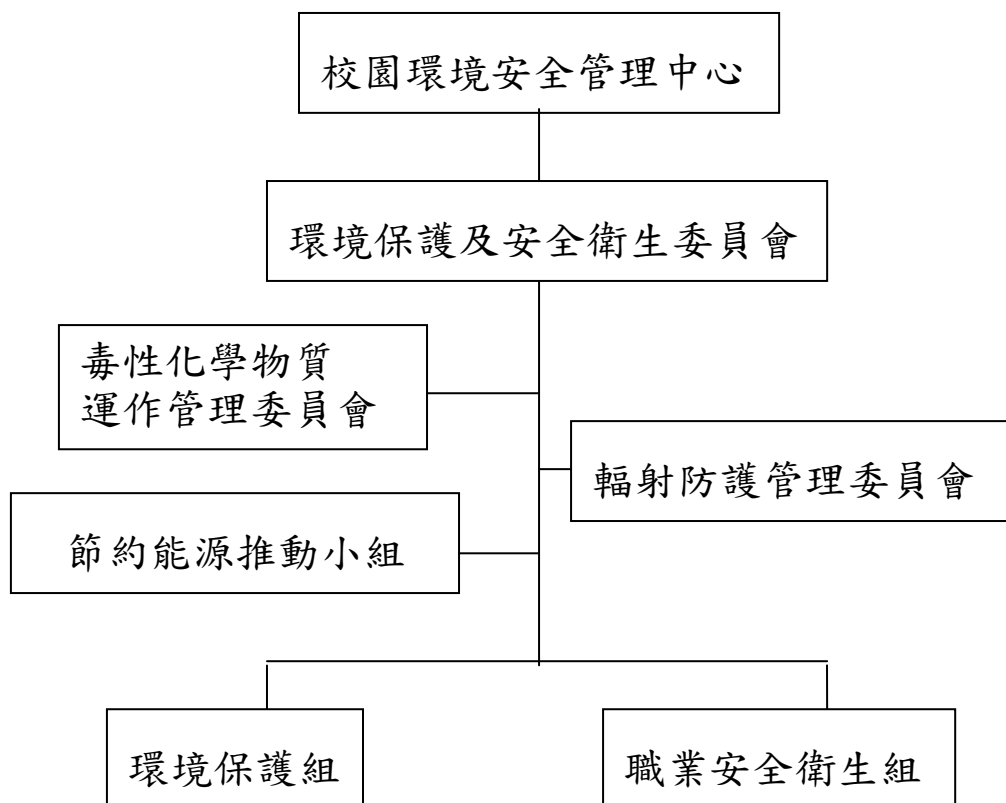 校園環境安全管理中心
環境保護及安全衛生委員會
毒性化學物質
運作管理委員會
輻射防護管理委員會
節約能源推動小組
環境保護組
職業安全衛生組